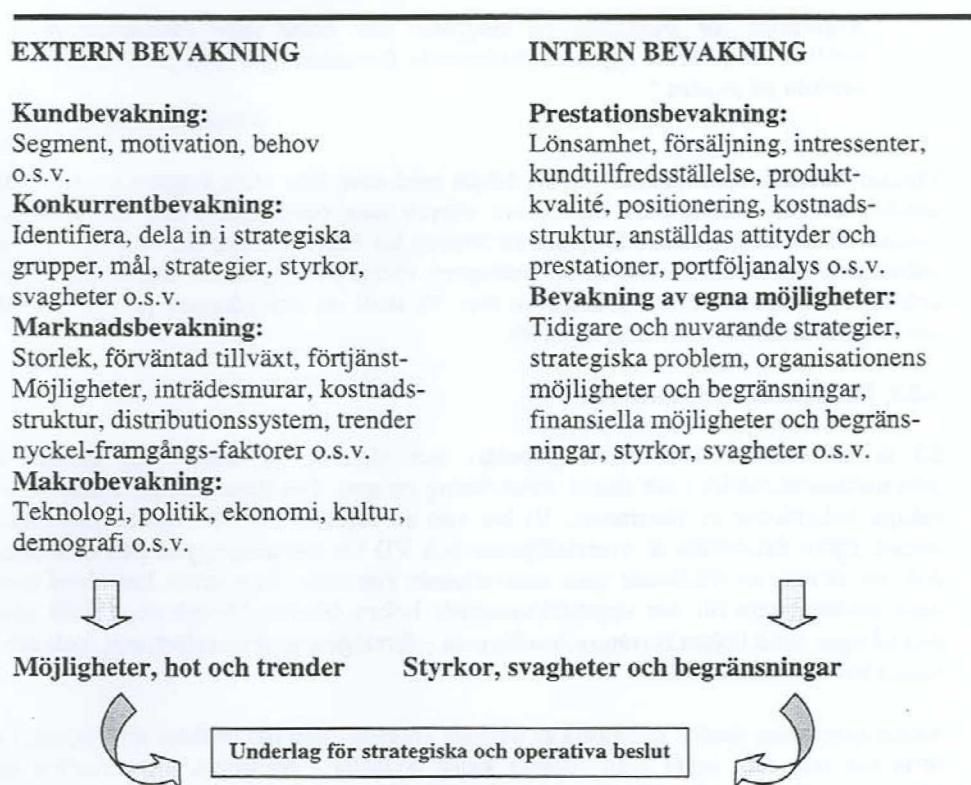 EXTERN BEVAKNING
Kundbevakning:
Segment, motivation, behov
o.s.v.
Konkurrentbevakning:
Identifiera, dela in i strategiska
grupper, mål, strategier, styrkor,
svagheter o.s.v.
Marknadsbevakning:
Storlek, förväntad tillväxt, förtjänst-
Möjligheter, inträdesmurar, kostnads-
struktur, distributionssystem, trender
nyckel-framgångs-faktorer o.s.v.
Makrobevakning:
Teknologi, politik, ekonomi, kultur,
demografi o.s.v.
Möjligheter, hot och trender
INTERN BEVAKNING
Prestationsbevakning:
Lönsamhet, försäljning, intressenter,
kundtillfredsställelse, produkt-
kvalité, positionering, kostnads-
struktur, anställdas attityder och
prestationer, portföljanalys o.s.v.
Bevakning av egna möjligheter:
Tidigare och nuvarande strategier,
strategiska problem, organisationens
möjligheter och begränsningar,
finansiella möjligheter och begräns-
ningar, styrkor, svagheter o.s.v.
Styrkor, svagheter och begränsningar
Underlag för strategiska och operativa beslut